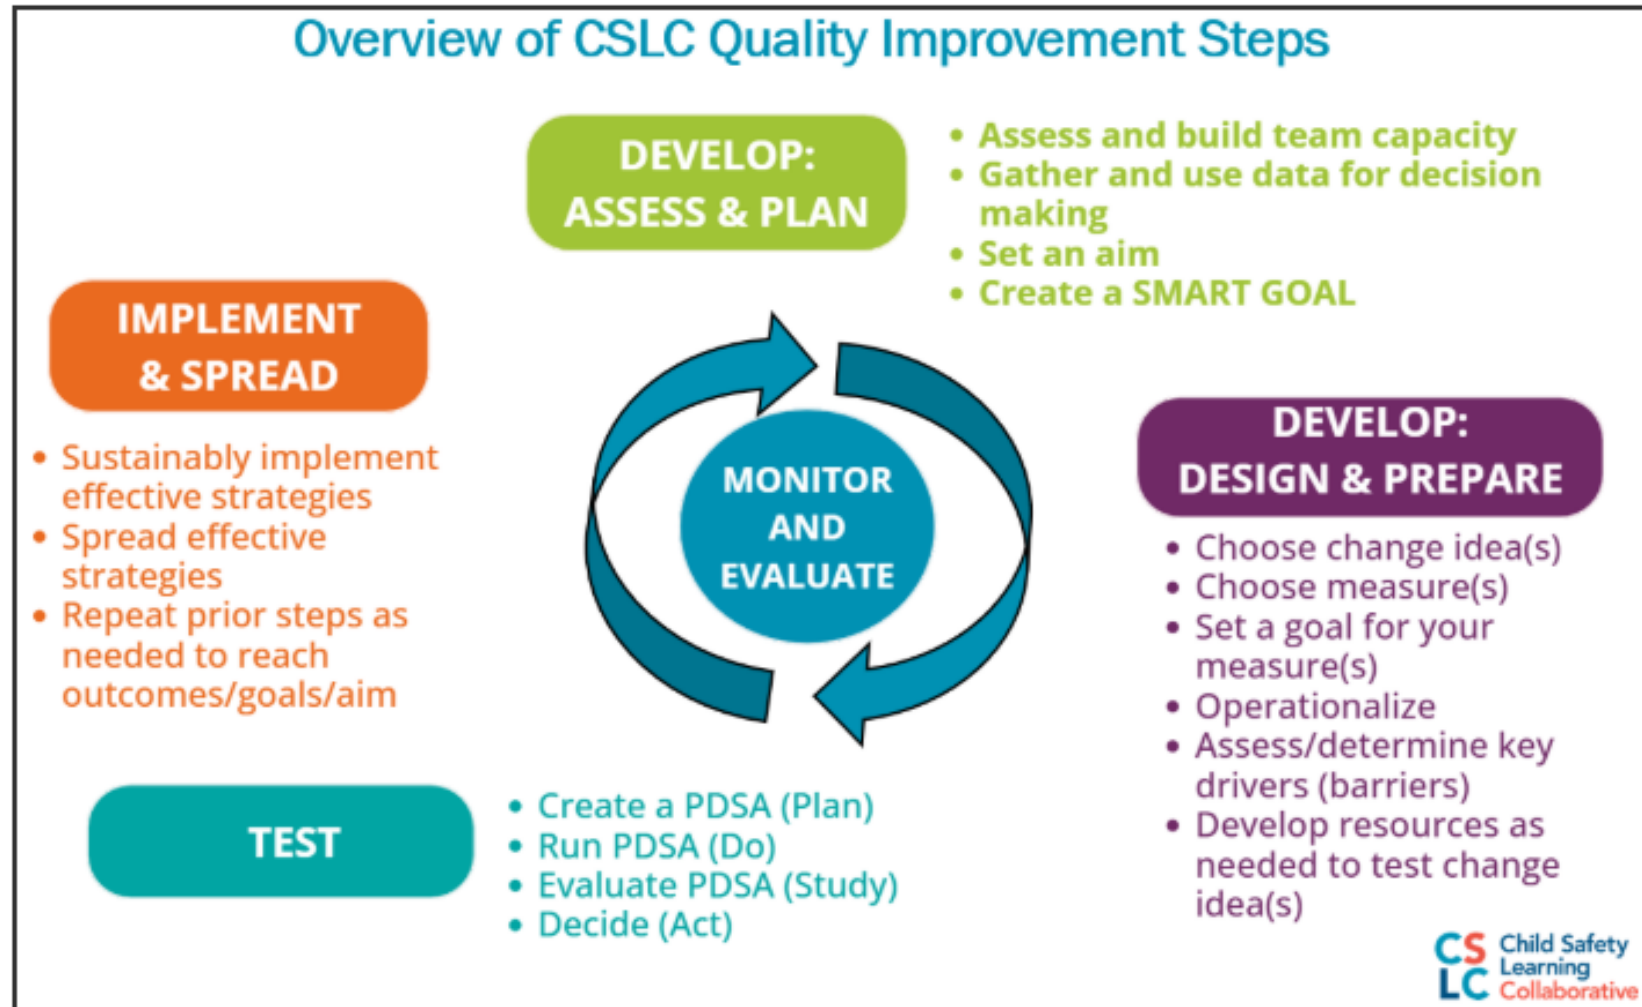 Overview of CSLC Quality Improvement Steps
DEVELOP:
ASSESS & PLAN
• Assess and build team capacity
• Gather and use data for decision
making
• Set an aim
• Create a SMART GOAL
DEVELOP:
DESIGN & PREPARE
• Choose change idea(s)
• Choose measure(s)
• Set a goal for your
measure(s)
• Operationalize
• Assess/determine key
drivers (barriers)
• Develop resources as
needed to test change
idea(s)
TEST
• Create a PDSA (Plan)
• Run PDSA (Do)
• Evaluate PDSA (Study)
• Decide (Act)
IMPLEMENT
& SPREAD
• Sustainably implement
effective strategies
• Spread effective
strategies
• Repeat prior steps as
needed to reach
outcomes/goals/aim
MONITOR
AND
EVALUATE
CS
LC
Child Safety
Learning
Collaborative